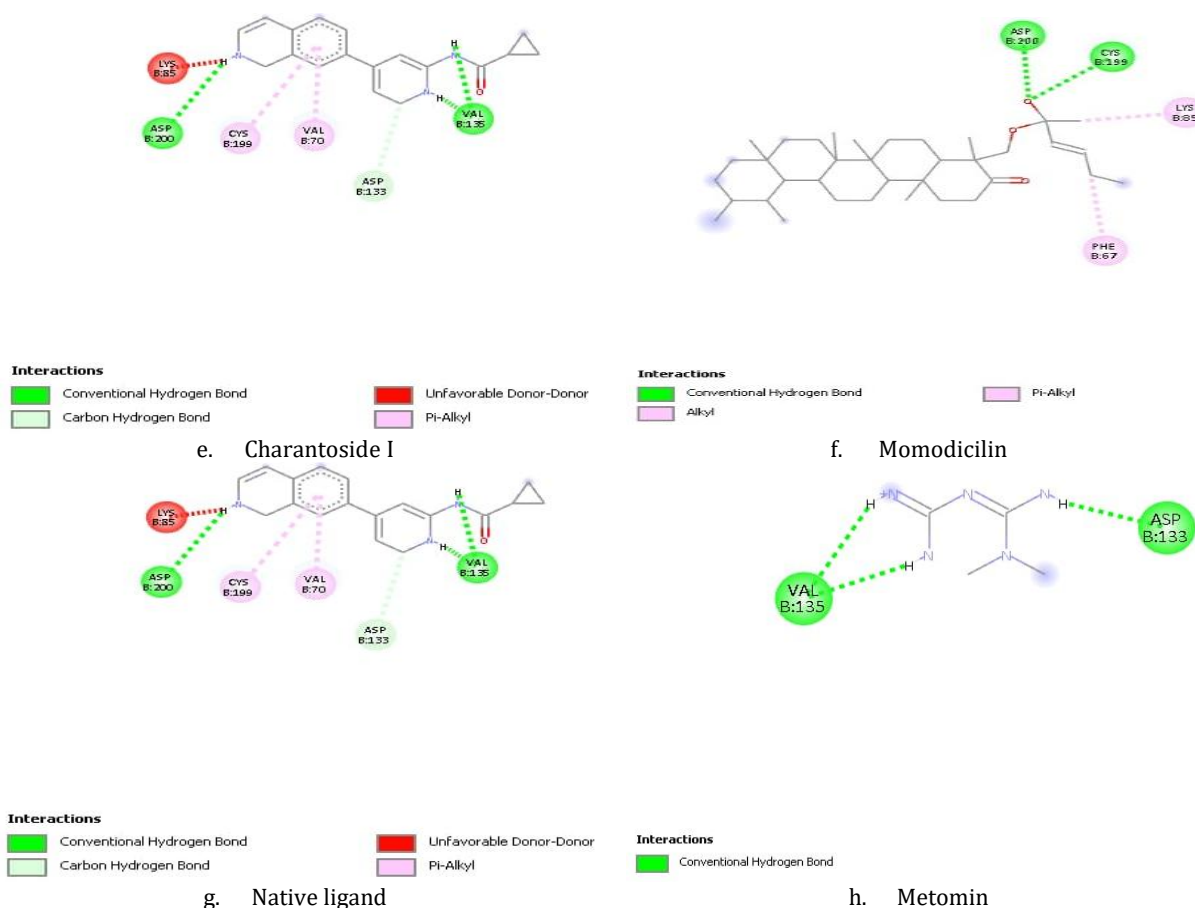 H
H
N
N
O
H
N
LYS
B:85
ASP
B:200
CYS
B:199
VAL
B:70
VAL
B:135
ASP
B:133
ASP
B:200
CYS
B:199
LYS
B:85
PHE
B:67
Interactions
Conventional Hydrogen Bond
Unfavorable Donor-Donor
Carbon Hydrogen Bond
Pi-Alkyl
Interactions
Conventional Hydrogen Bond
Pi-Alkyl
Alkyl
e. Charantoside I
f. Momodicilin
H
H
N
N
O
H
N
LYS
B:85
ASP
B:200
CYS
B:199
VAL
B:70
VAL
B:135
ASP
B:133
N
N
N
H
H
H
N
N
ASP
B:133
VAL
B:135
Interactions
Conventional Hydrogen Bond
Unfavorable Donor-Donor
Carbon Hydrogen Bond
Pi-Alkyl
Interactions
Conventional Hydrogen Bond
g. Native ligand
h. Metomin